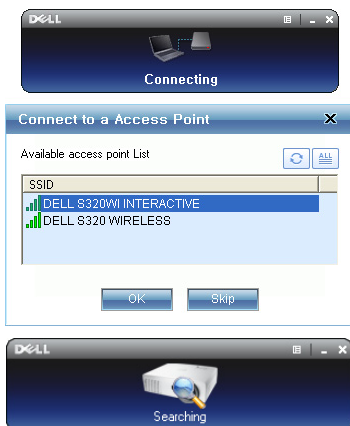 DELL
Connecting
Connect to a Access Point
Available access point List
ALL
SSID
DELL S320WI INTERACTIVE
DELL S320 WIRELESS
OK
Skip
DELL
Searching